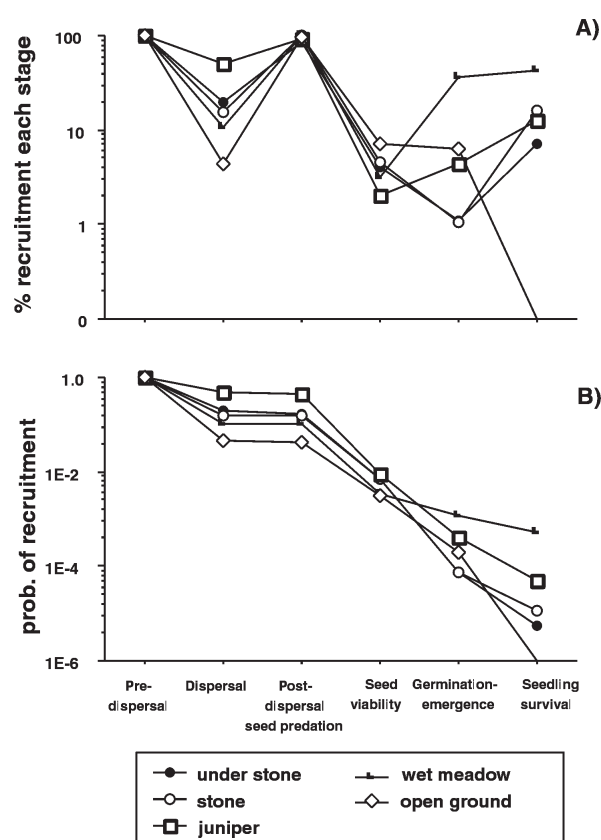 A)
% recruitment each stage
100
10
1
0
B)
prob. of recruitment
1.0
1E-2
1E-4
1E-6
Pre-
dispersal
Dispersal
Post-
dispersal
seed predation
Seed
viability
Germination-
emergence
Seedling
survival
under stone
stone
juniper
wet meadow
open ground